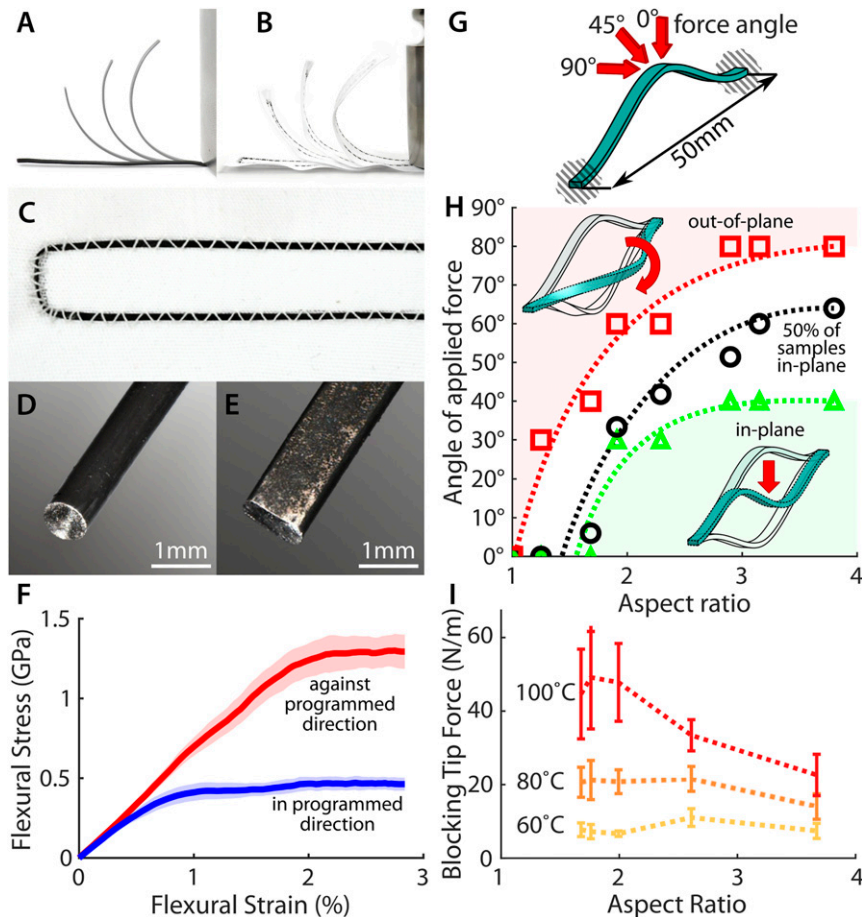 A
B
C
D
1mm
E
1mm
F
Flexural Stress (GPa)
1.5
1
0.5
0
against
programmed
direction
in programmed
direction
0
1
2
3
Flexural Strain (%)
G
45°
0°
force angle
90°
50mm
H
Angle of applied force
90°
80°
70°
60°
50°
40°
30°
20°
10°
0°
out-of-plane
50% of
samples
in-plane
in-plane
1
2
3
4
Aspect ratio
I
Blocking Tip Force (N/m)
60
40
20
0
100°C
80°C
60°C
1
2
3
4
Aspect Ratio